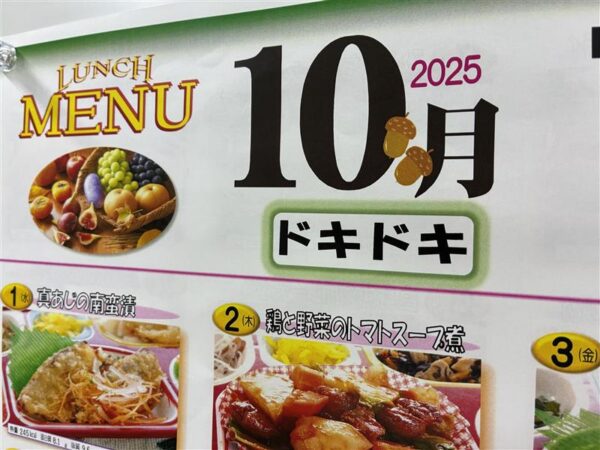 LUNCH
MENU
10月
2025
ドキドキ
1(水) 真あじの南蛮漬
2(木) 鶏と野菜のトマトスープ煮
3(金)